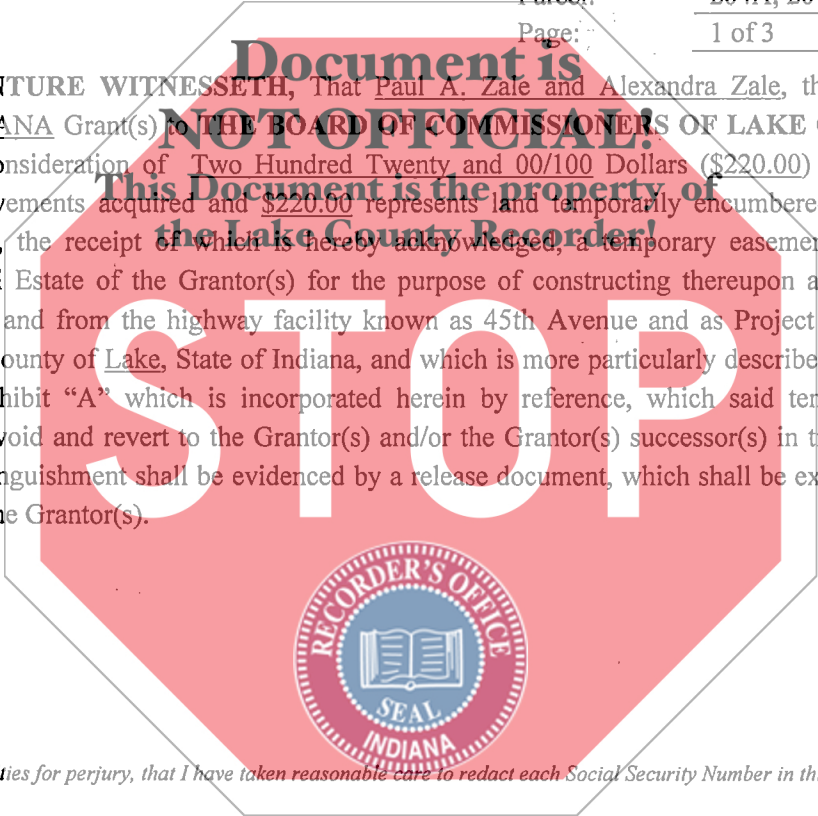 Parcel:
Page: 1 of 3
Document is
NTURE WITNESSETH, That Paul A. Zale and Alexandra Zale, th
NOT OFFICIAL!
ANA Grant(s) to THE BOARD OF COMMISSIONERS OF LAKE
onsideration of Two Hundred Twenty and 00/100 Dollars ($220.00)
This Document is the property of
vements acquired and $220.00 represents land temporarily encumbere
the Lake County Recorder!
, the receipt of which is hereby acknowledged, a temporary easemen
Estate of the Grantor(s) for the purpose of constructing thereupon a
and from the highway facility known as 45th Avenue and as Project
ounty of Lake, State of Indiana, and which is more particularly describe
hibit “A” which is incorporated herein by reference, which said ten
void and revert to the Grantor(s) and/or the Grantor(s) successor(s) in t
nguishment shall be evidenced by a release document, which shall be ex
e Grantor(s).
STOP
RECORDER'S OFFICE
SEAL
INDIANA
ties for perjury, that I have taken reasonable care to redact each Social Security Number in th